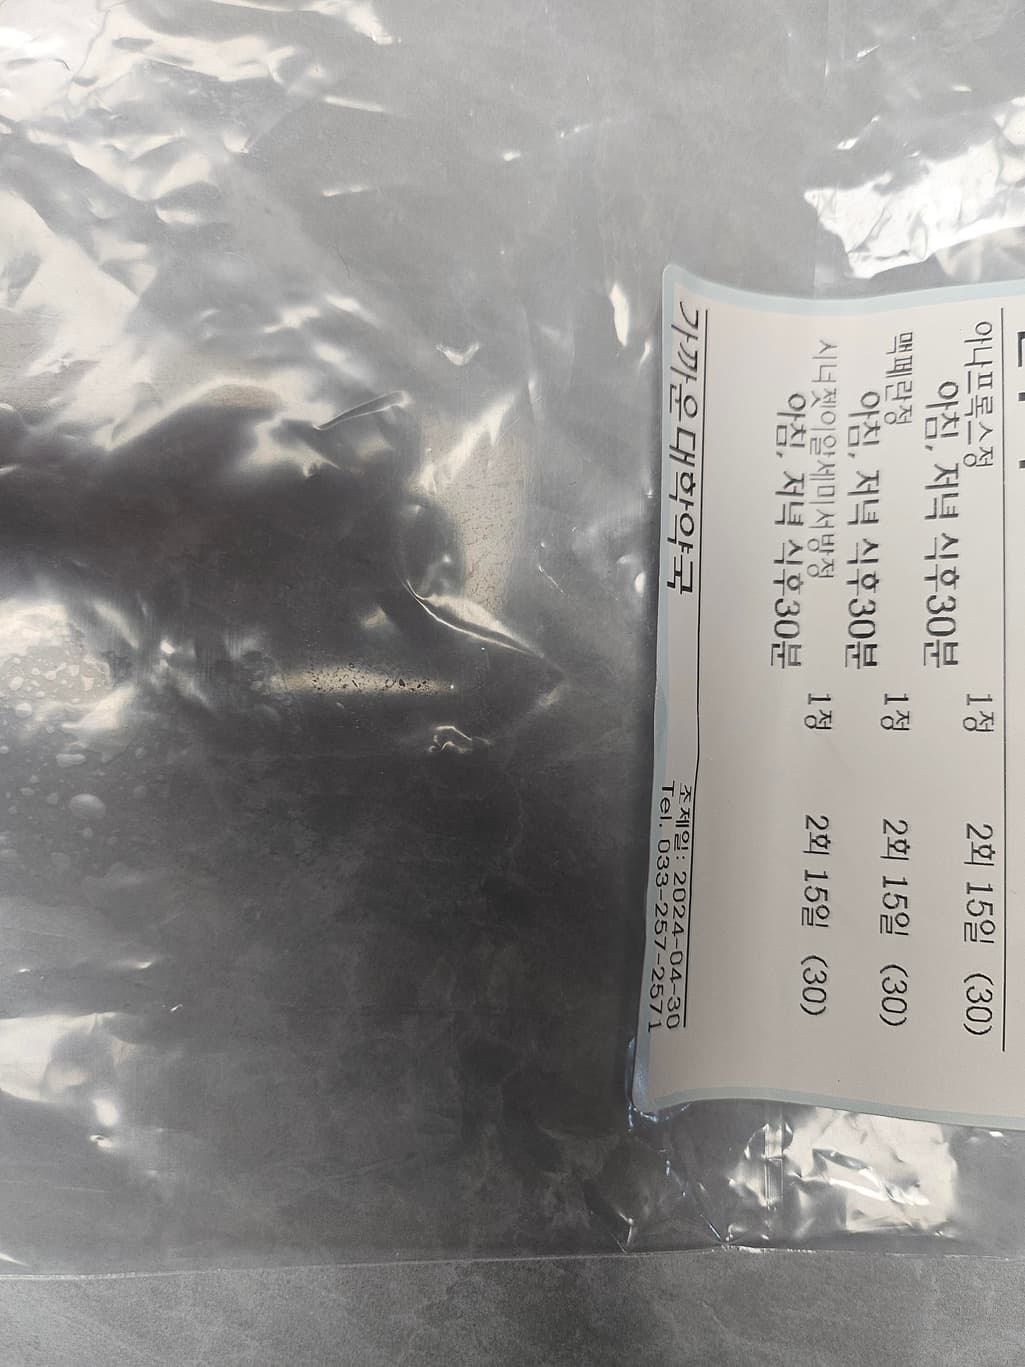 아나프록스정 1정 2회 15일 (30)
아침, 저녁 식후30분
맥페란정 1정 2회 15일 (30)
아침, 저녁 식후30분
시너젯이알세미서방정 1정 2회 15일 (30)
아침, 저녁 식후30분
가까운대학약국
조제일: 2024-04-30
Tel. 033-257-2571